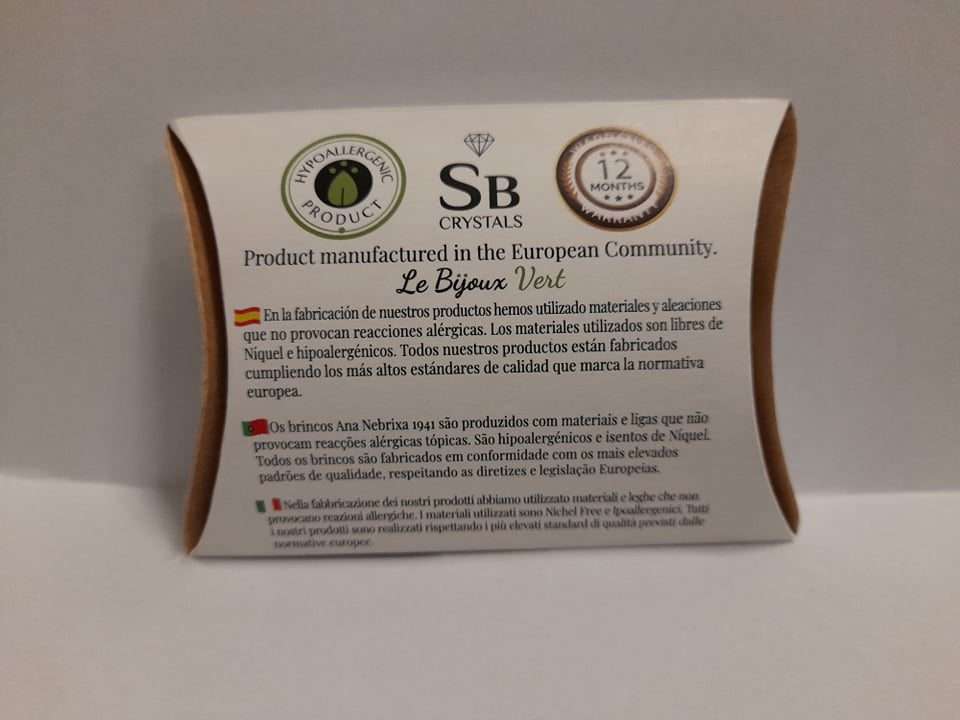 HYPOALLERGENIC PRODUCT
SB
CRYSTALS
12
MONTHS
WARRANTY
Product manufactured in the European Community.
Le Bijoux Vert
En la fabricación de nuestros productos hemos utilizado materiales y aleaciones
que no provocan reacciones alérgicas. Los materiales utilizados son libres de
Níquel e hipoalergénicos. Todos nuestros productos están fabricados
cumpliendo los más altos estándares de calidad que marca la normativa
europea.
Os brincos Ana Nebrixa 1941 são produzidos com materiais e ligas que não
provocam reacções alérgicas tópicas. São hipoalergénicos e isentos de Níquel.
Todos os brincos são fabricados em conformidade com os mais elevados
padrões de qualidade, respeitando as diretizes e legislação Europeias.
Nella fabbricazione dei nostri prodotti abbiamo utilizzato materiali e leghe che non
provocano reazioni allergiche. I materiali utilizzati sono Nichel Free e Ipoallergenici. Tutti
i nostri prodotti sono realizzati rispettando i più elevati standard di qualità previsti dalle
normative europee.